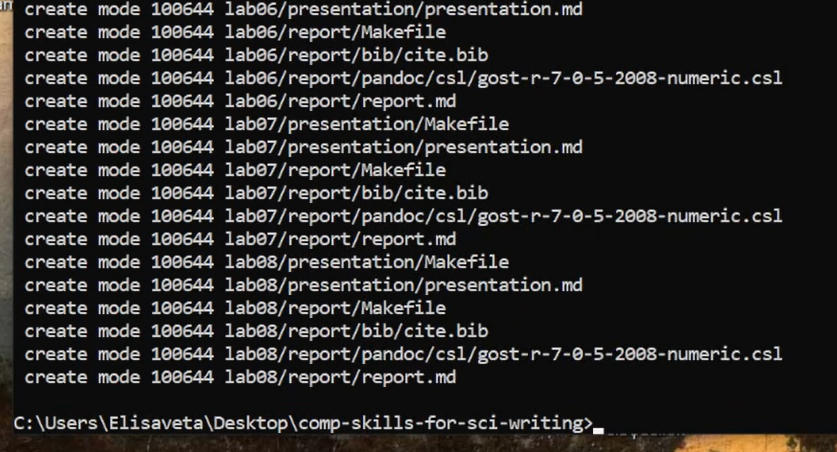 create mode 100644 lab06/presentation/presentation.md
create mode 100644 lab06/report/Makefile
create mode 100644 lab06/report/bib/cite.bib
create mode 100644 lab06/report/pandoc/csl/gost-r-7-0-5-2008-numeric.csl
create mode 100644 lab06/report/report.md
create mode 100644 lab07/presentation/Makefile
create mode 100644 lab07/presentation/presentation.md
create mode 100644 lab07/report/Makefile
create mode 100644 lab07/report/bib/cite.bib
create mode 100644 lab07/report/pandoc/csl/gost-r-7-0-5-2008-numeric.csl
create mode 100644 lab07/report/report.md
create mode 100644 lab08/presentation/Makefile
create mode 100644 lab08/presentation/presentation.md
create mode 100644 lab08/report/Makefile
create mode 100644 lab08/report/bib/cite.bib
create mode 100644 lab08/report/pandoc/csl/gost-r-7-0-5-2008-numeric.csl
create mode 100644 lab08/report/report.md
C:\Users\Elisaveta\Desktop\comp-skills-for-sci-writing>